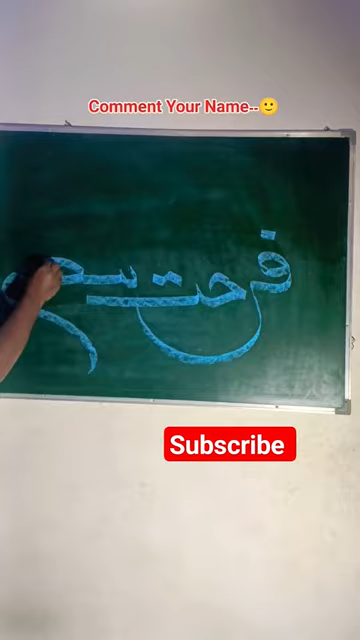 Comment Your Name--🙂
فرحت
Subscribe